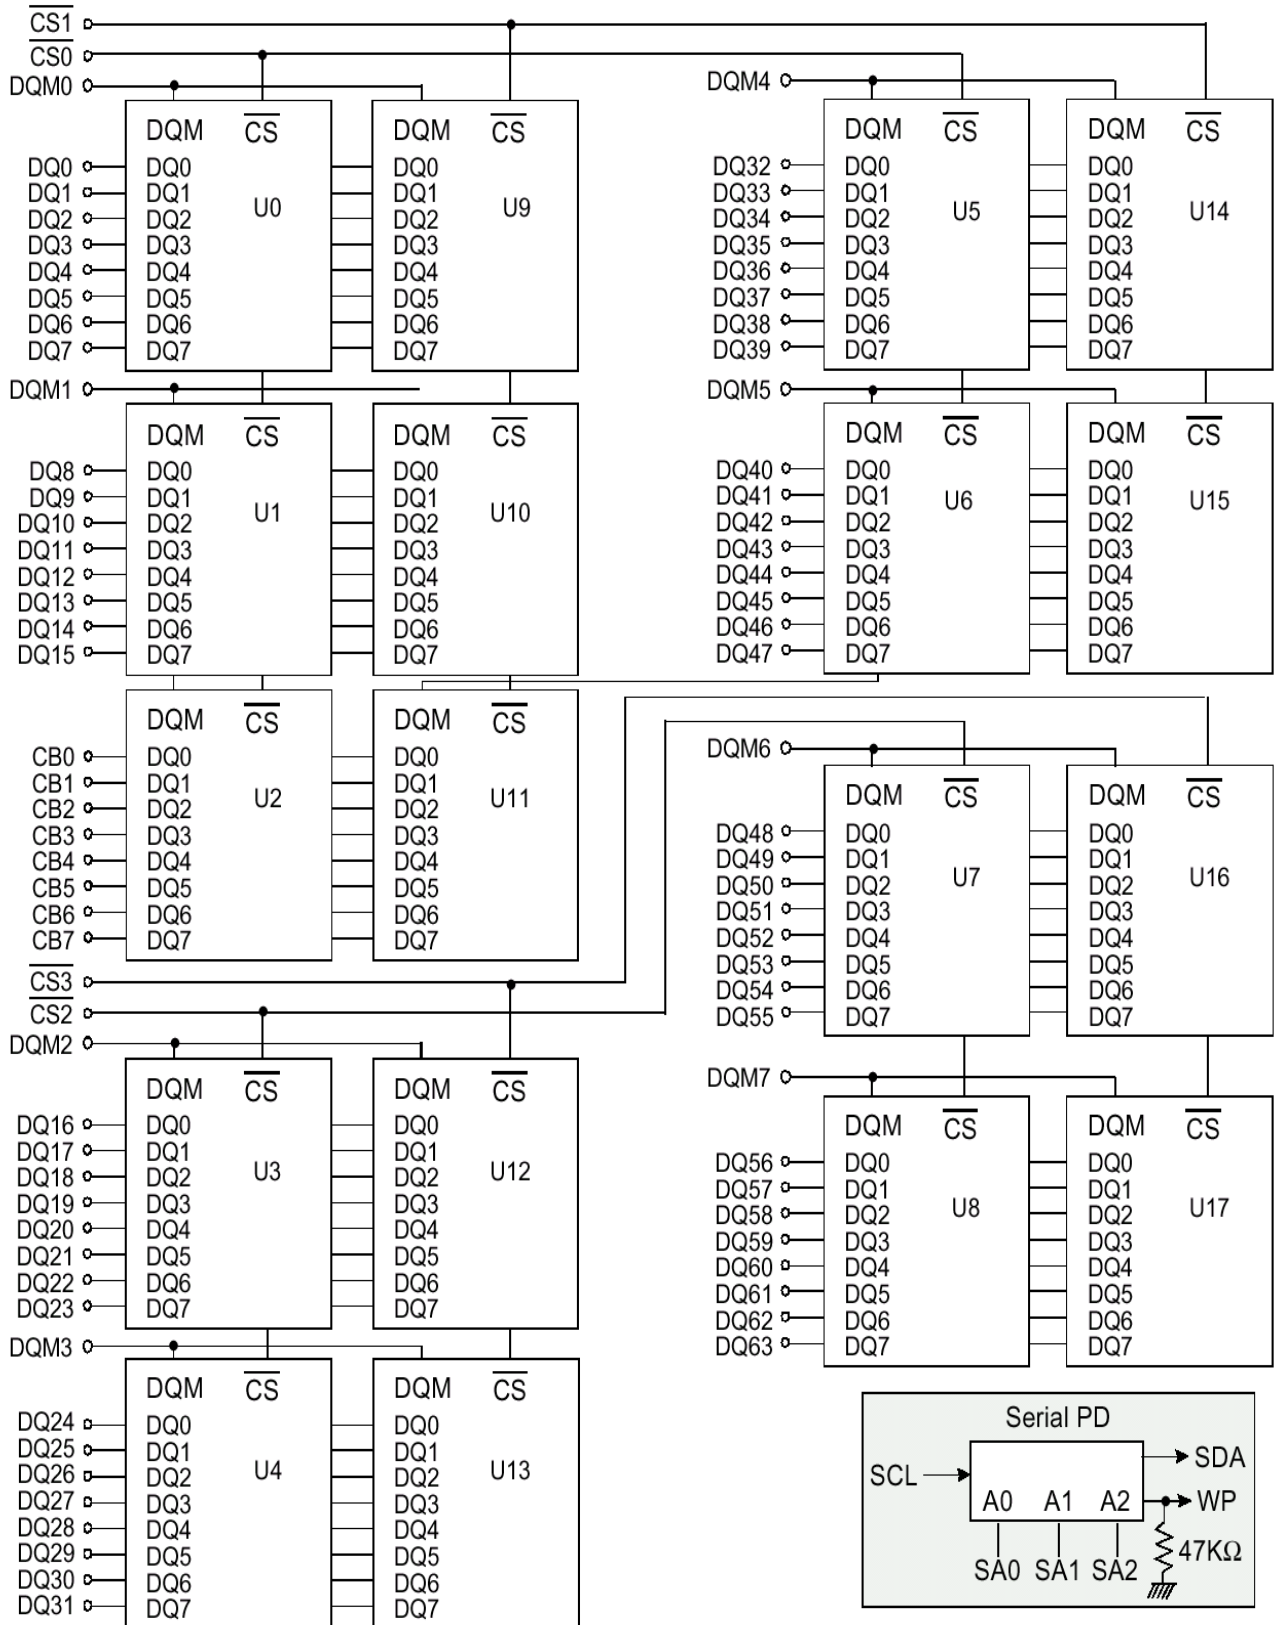 CS1
CS0
DQM0
DQM CS DQM CS
DQ0 DQ0 DQ0
DQ1 DQ1 DQ1
U0 U9
DQ2 DQ2 DQ2
DQ3 DQ3 DQ3
DQ4 DQ4 DQ4
DQ5 DQ5 DQ5
DQ6 DQ6 DQ6
DQ7 DQ7 DQ7
DQM1
DQM CS DQM CS
DQ8 DQ0 DQ0
DQ9 DQ1 DQ1
U1 U10
DQ10 DQ2 DQ2
DQ11 DQ3 DQ3
DQ12 DQ4 DQ4
DQ13 DQ5 DQ5
DQ14 DQ6 DQ6
DQ15 DQ7 DQ7
DQM CS DQM CS
CB0 DQ0 DQ0
CB1 DQ1 DQ1
U2 U11
CB2 DQ2 DQ2
CB3 DQ3 DQ3
CB4 DQ4 DQ4
CB5 DQ5 DQ5
CB6 DQ6 DQ6
CB7 DQ7 DQ7
CS3
CS2
DQM2
DQM CS DQM CS
DQ16 DQ0 DQ0
DQ17 DQ1 DQ1
U3 U12
DQ18 DQ2 DQ2
DQ19 DQ3 DQ3
DQ20 DQ4 DQ4
DQ21 DQ5 DQ5
DQ22 DQ6 DQ6
DQ23 DQ7 DQ7
DQM3
DQM CS DQM CS
DQ24 DQ0 DQ0
DQ25 DQ1 DQ1
U4 U13
DQ26 DQ2 DQ2
DQ27 DQ3 DQ3
DQ28 DQ4 DQ4
DQ29 DQ5 DQ5
DQ30 DQ6 DQ6
DQ31 DQ7 DQ7
DQM4
DQM CS DQM CS
DQ32 DQ0 DQ0
DQ33 DQ1 DQ1
U5 U14
DQ34 DQ2 DQ2
DQ35 DQ3 DQ3
DQ36 DQ4 DQ4
DQ37 DQ5 DQ5
DQ38 DQ6 DQ6
DQ39 DQ7 DQ7
DQM5
DQM CS DQM CS
DQ40 DQ0 DQ0
DQ41 DQ1 DQ1
U6 U15
DQ42 DQ2 DQ2
DQ43 DQ3 DQ3
DQ44 DQ4 DQ4
DQ45 DQ5 DQ5
DQ46 DQ6 DQ6
DQ47 DQ7 DQ7
DQM6
DQM CS DQM CS
DQ48 DQ0 DQ0
DQ49 DQ1 DQ1
U7 U16
DQ50 DQ2 DQ2
DQ51 DQ3 DQ3
DQ52 DQ4 DQ4
DQ53 DQ5 DQ5
DQ54 DQ6 DQ6
DQ55 DQ7 DQ7
DQM7
DQM CS DQM CS
DQ56 DQ0 DQ0
DQ57 DQ1 DQ1
U8 U17
DQ58 DQ2 DQ2
DQ59 DQ3 DQ3
DQ60 DQ4 DQ4
DQ61 DQ5 DQ5
DQ62 DQ6 DQ6
DQ63 DQ7 DQ7
Serial PD
SCL SDA
A0 A1 A2 WP
47KΩ
SA0 SA1 SA2